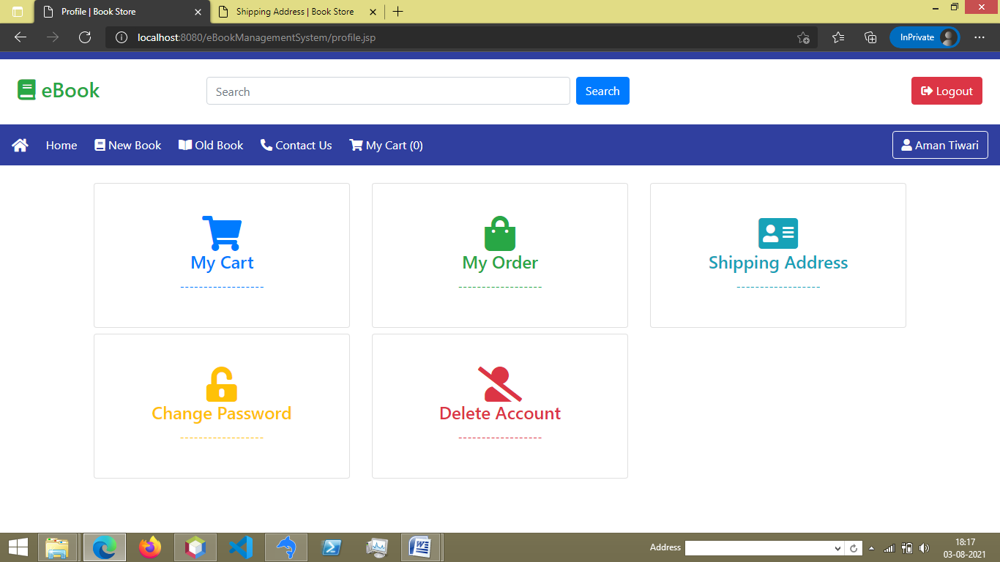 Profile | Book Store
Shipping Address | Book Store
localhost:8080/eBookManagementSystem/profile.jsp
InPrivate
eBook
Search
Search
Logout
Home
New Book
Old Book
Contact Us
My Cart (0)
Aman Tiwari
My Cart
------------------
My Order
------------------
Shipping Address
------------------
Change Password
------------------
Delete Account
------------------
Address
18:17
03-08-2021